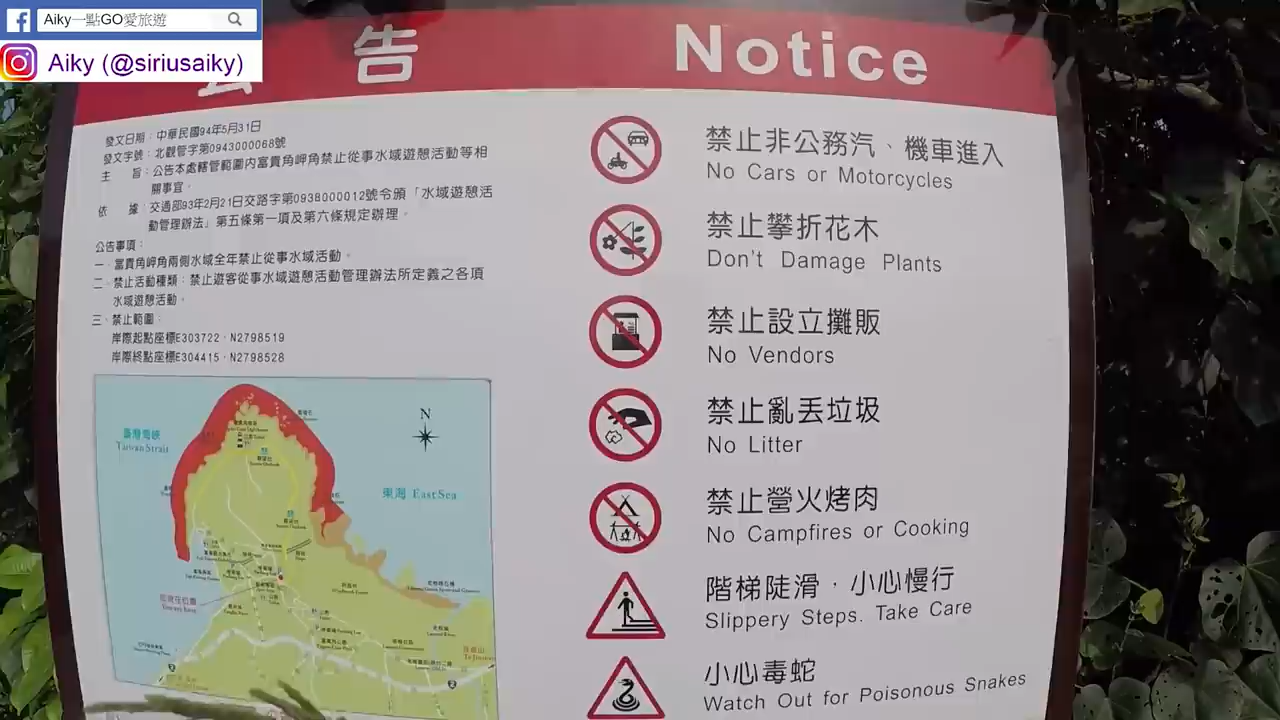 Aiky一點GO愛旅遊
Aiky (@siriusaiky)
公告
Notice
發文日期：中華民國94年5月31日
發文字號：北觀管字第0943000068號
主　旨：公告本處轄管範圍內富貴角岬角禁止從事水域遊憩活動等相
關事宜。
依　據：交通部93年2月21日交路字第0938000012號令頒「水域遊憩活
動管理辦法」第五條第一項及第六條規定辦理。
公告事項：
一、富貴角岬角兩側水域全年禁止從事水域活動。
二、禁止活動種類：禁止遊客從事水域遊憩活動管理辦法所定義之各項
水域遊憩活動。
三、禁止範圍：
岸際起點座標E303722、N2798519
岸際終點座標E304415、N2798528
臺灣海峽
Taiwan Strait
N
東海 East Sea
禁止非公務汽、機車進入
No Cars or Motorcycles
禁止攀折花木
Don't Damage Plants
禁止設立攤販
No Vendors
禁止亂丟垃圾
No Litter
禁止營火烤肉
No Campfires or Cooking
階梯陡滑．小心慢行
Slippery Steps. Take Care
小心毒蛇
Watch Out for Poisonous Snakes